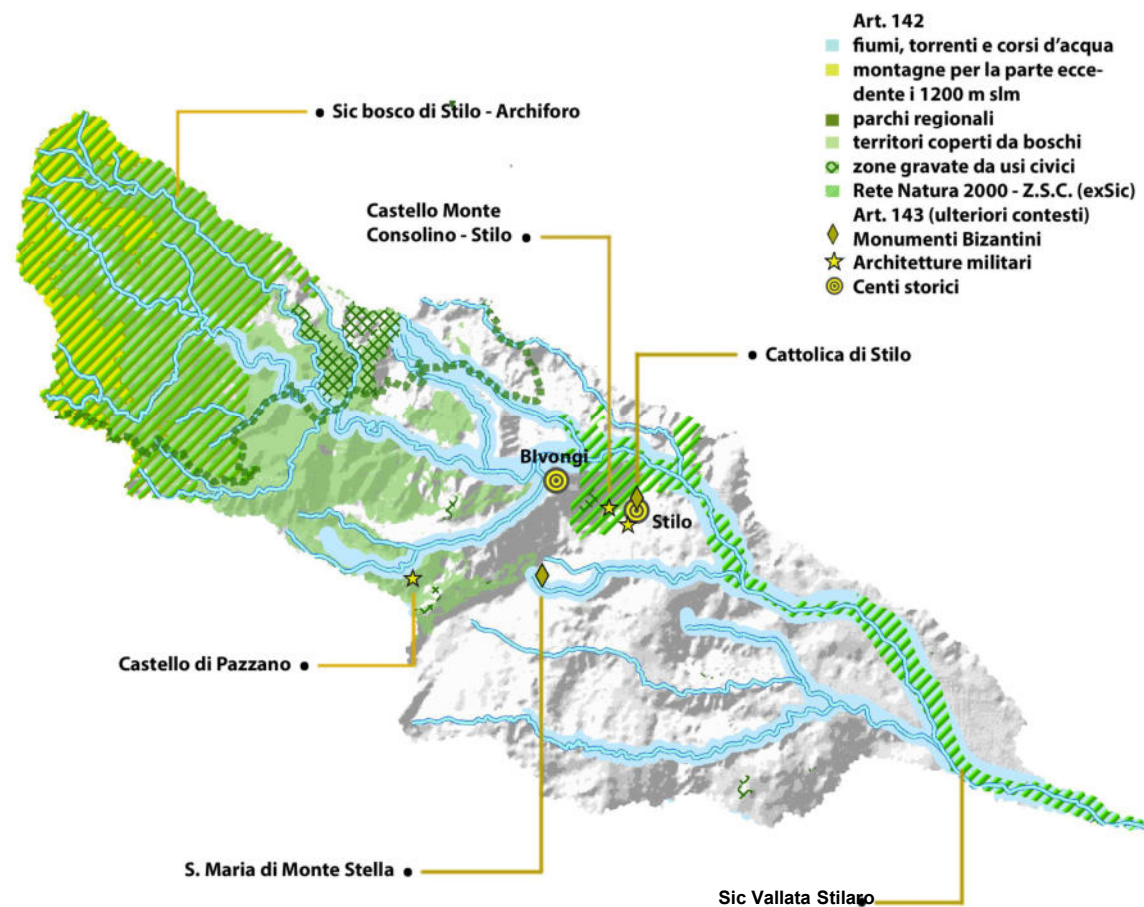 Art. 142
fiumi, torrenti e corsi d'acqua
montagne per la parte ecce-
dente i 1200 m slm
parchi regionali
territori coperti da boschi
zone gravate da usi civici
Rete Natura 2000 - Z.S.C. (exSic)
Art. 143 (ulteriori contesti)
Monumenti Bizantini
Architetture militari
Centi storici
Sic bosco di Stilo - Archiforo
Castello Monte
Consolino - Stilo
Cattolica di Stilo
BIvongi
Stilo
Castello di Pazzano
S. Maria di Monte Stella
Sic Vallata Stilaro